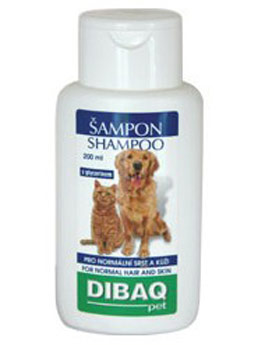 ŠAMPON
SHAMPOO
200 ml
s glycerinem
PRO NORMÁLNÍ SRST A KŮŽI
FOR NORMAL HAIR AND SKIN
DIBAQ
pet